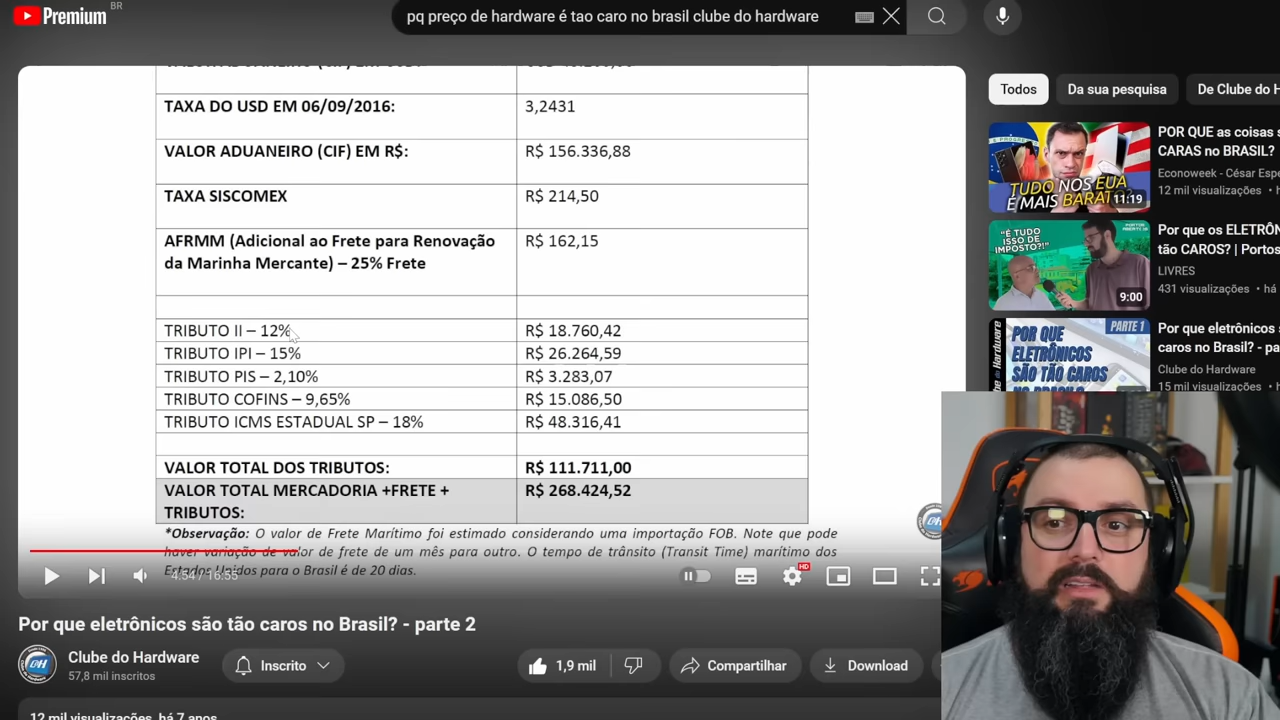 Premium BR
pq preço de hardware é tao caro no brasil clube do hardware
TAXA DO USD EM 06/09/2016: 3,2431
VALOR ADUANEIRO (CIF) EM R$: R$ 156.336,88
TAXA SISCOMEX R$ 214,50
AFRMM (Adicional ao Frete para Renovação R$ 162,15
da Marinha Mercante) – 25% Frete
TRIBUTO II – 12% R$ 18.760,42
TRIBUTO IPI – 15% R$ 26.264,59
TRIBUTO PIS – 2,10% R$ 3.283,07
TRIBUTO COFINS – 9,65% R$ 15.086,50
TRIBUTO ICMS ESTADUAL SP – 18% R$ 48.316,41
VALOR TOTAL DOS TRIBUTOS: R$ 111.711,00
VALOR TOTAL MERCADORIA +FRETE + R$ 268.424,52
TRIBUTOS:
*Observação: O valor de Frete Marítimo foi estimado considerando uma importação FOB. Note que pode
haver variação de valor de frete de um mês para outro. O tempo de trânsito (Transit Time) marítimo dos
Estados Unidos para o Brasil é de 20 dias.
4:54 / 16:55
HD
Por que eletrônicos são tão caros no Brasil? - parte 2
Clube do Hardware
57,8 mil inscritos
Inscrito
1,9 mil
Compartilhar
Download
12 mil visualizações há 7 anos
Todos
Da sua pesquisa
De Clube do H
TUDO NOS EUA
É MAIS BARAT
11:19
POR QUE as coisas s
CARAS no BRASIL?
Econoweek - César Espe
12 mil visualizações • h
"É TUDO
ISSO DE
IMPOSTO?!"
9:00
Por que os ELETRÔN
tão CAROS? | Portos
LIVRES
431 visualizações • há
PARTE 1
POR QUE
ELETRÔNICOS
SÃO TÃO CAROS
Por que eletrônicos
caros no Brasil? - pa
Clube do Hardware
15 mil visualizações • h